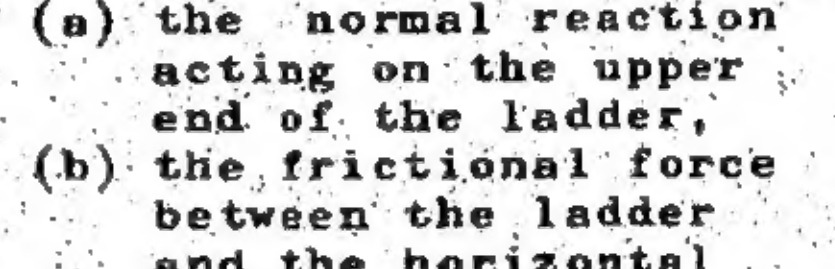 (a) the normal reaction
acting on the upper
end of the ladder,
(b) the frictional force
between the ladder
and the horizontal